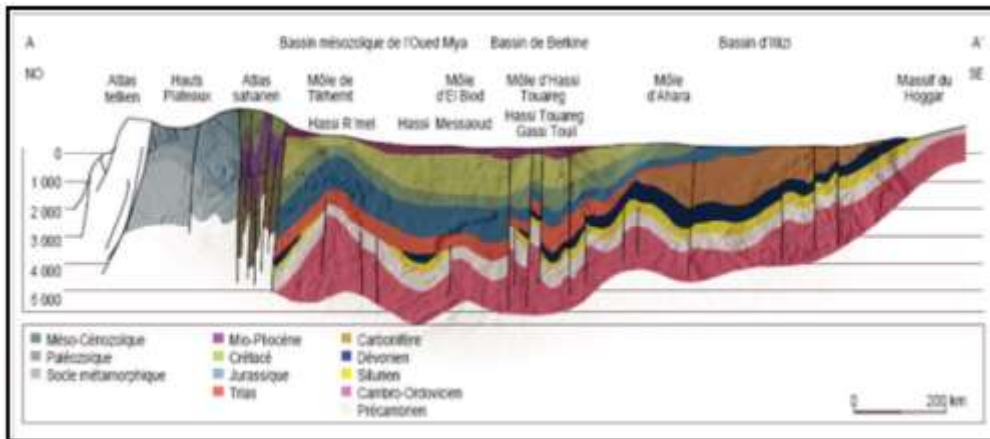 A
Bassin mésozoïque de l'Oued Mya
Bassin de Berkine
Bassin d'Illizi
A'
NO
SE
Atlas
tellien
Hauts
Plateaux
Atlas
saharien
Môle de
Tilrhemt
Môle
d'El Biod
Môle d'Hassi
Touareg
Môle
d'Ahara
Massif du
Hoggar
Hassi R'mel
Hassi Messaoud
Hassi Touareg
Gassi Touil
0
1 000
2 000
3 000
4 000
5 000
Méso-Cénozoïque
Paléozoïque
Socle métamorphique
Mio-Pliocène
Crétacé
Jurassique
Trias
Carbonifère
Dévonien
Silurien
Cambro-Ordovicien
Précambrien
0
200 km